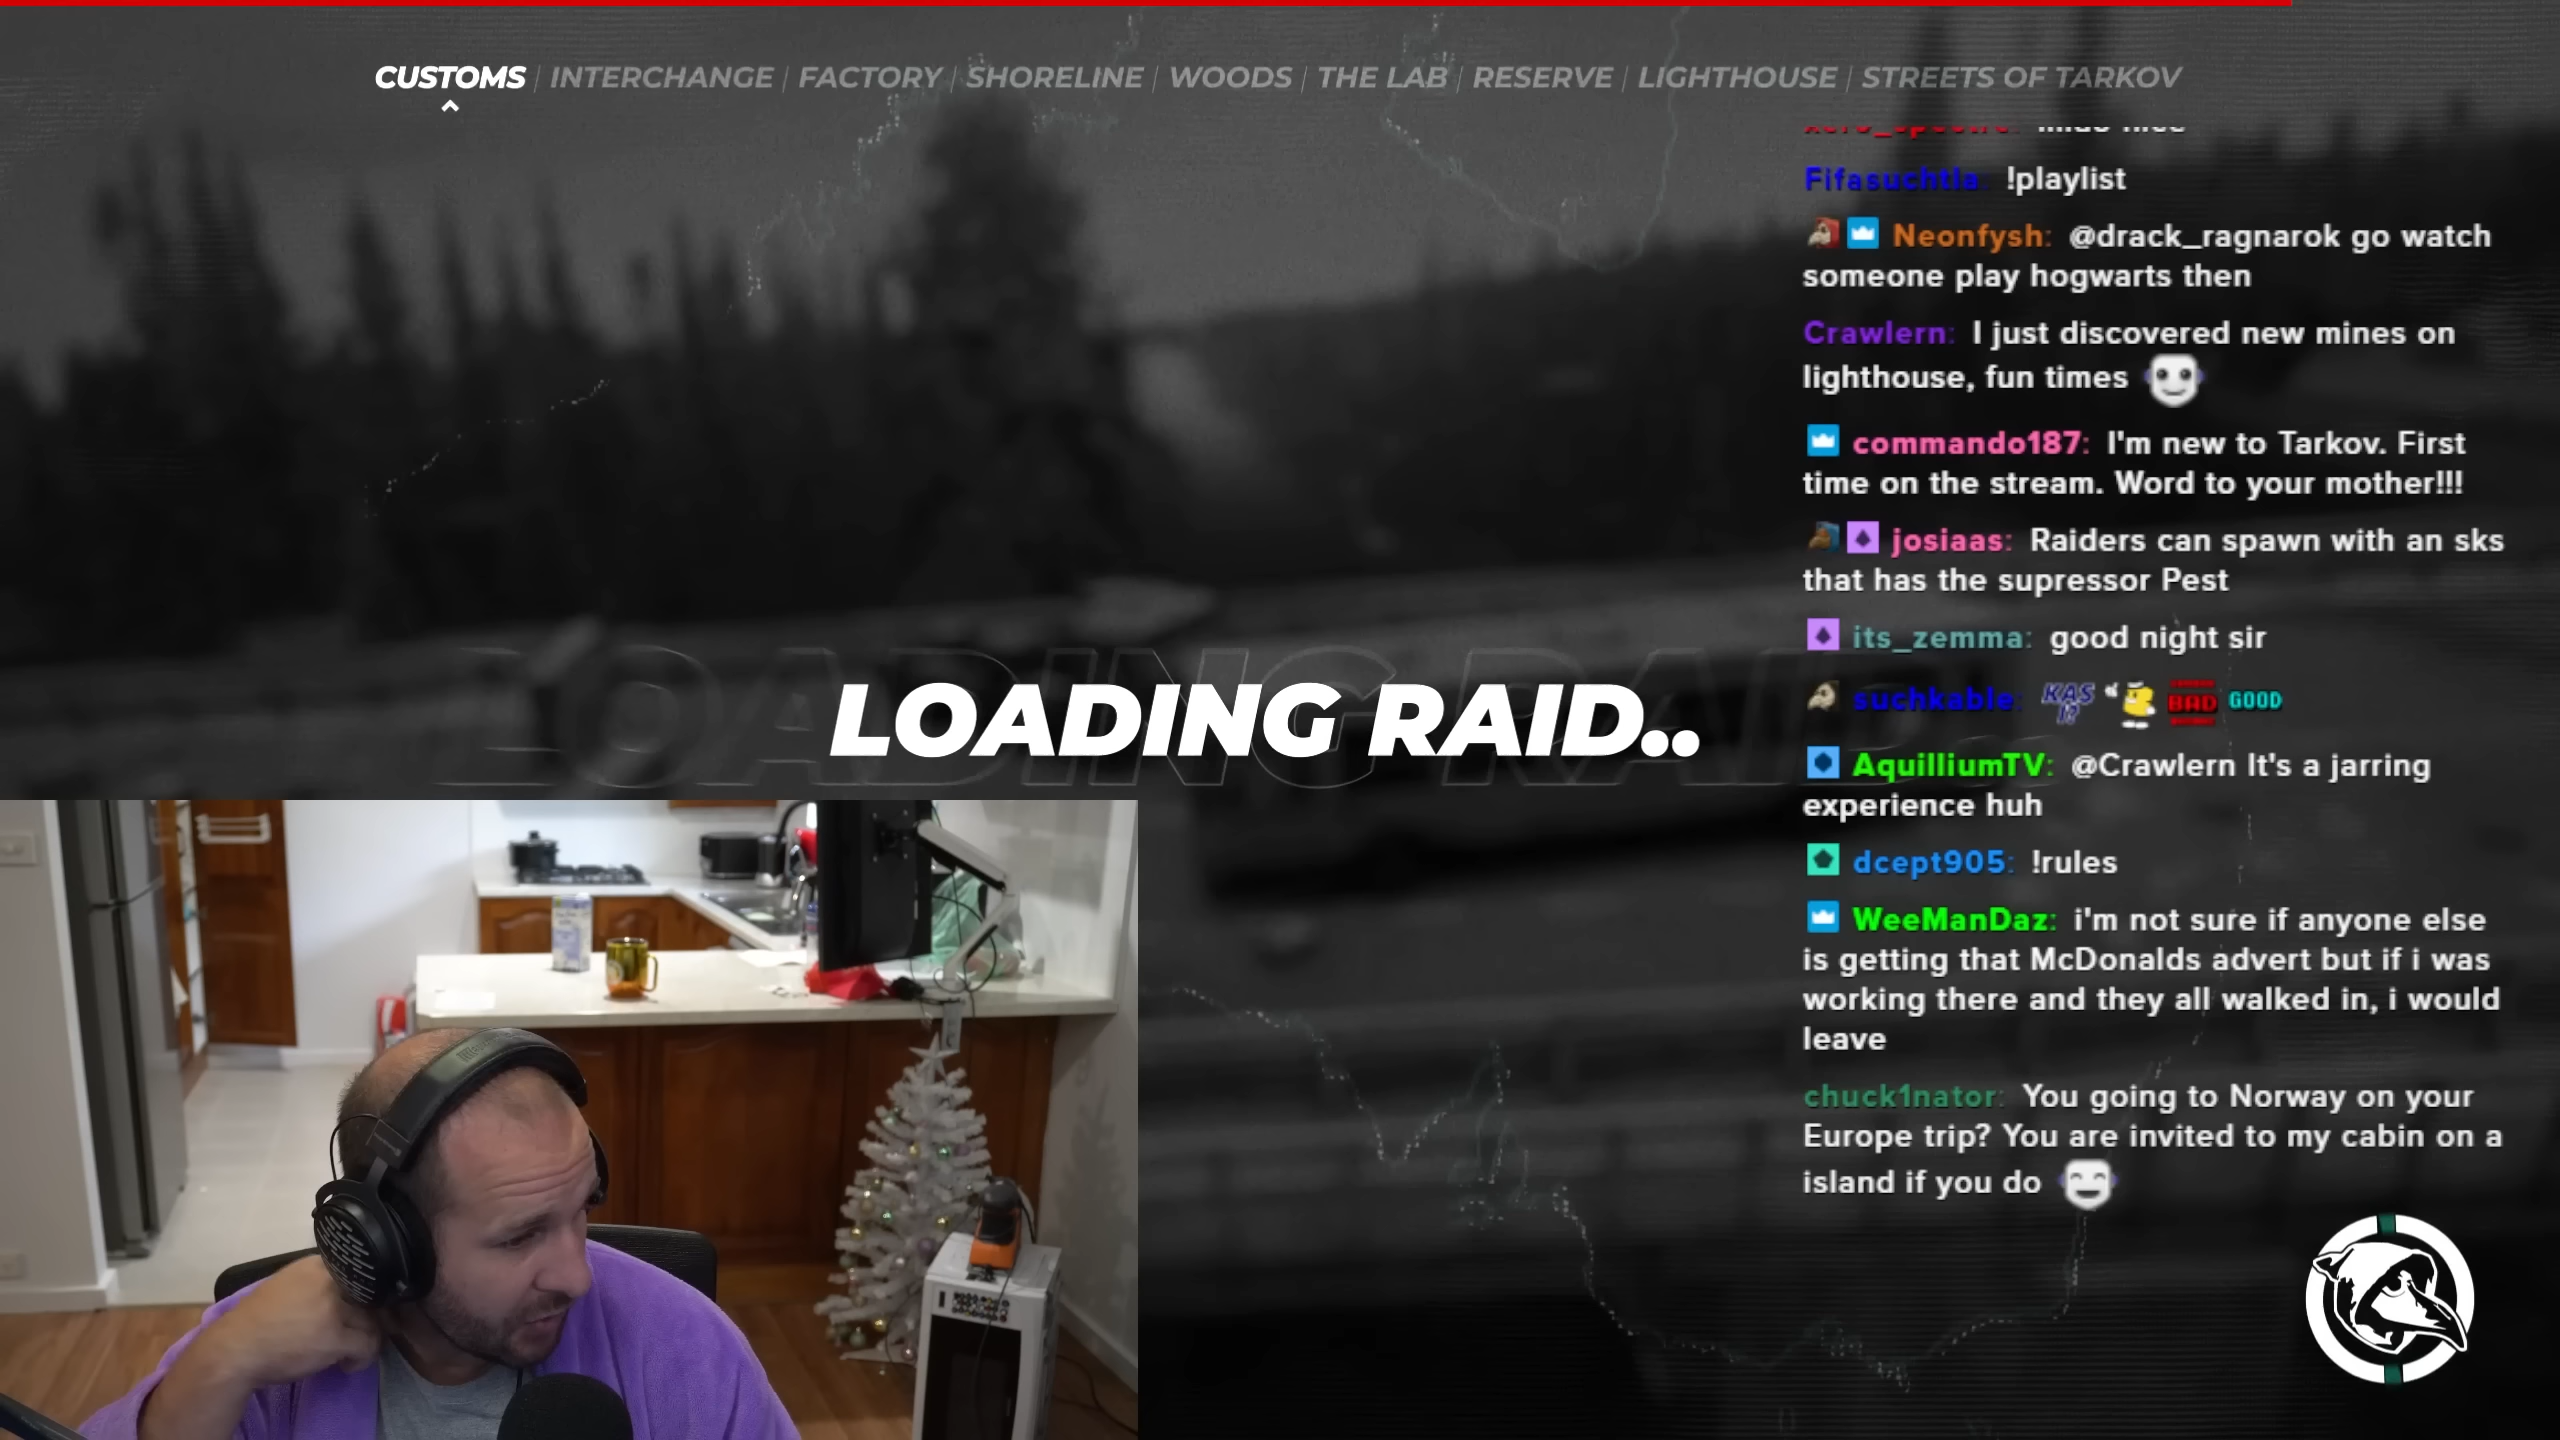 CUSTOMS | INTERCHANGE | FACTORY | SHORELINE | WOODS | THE LAB | RESERVE | LIGHTHOUSE | STREETS OF TARKOV
Fifasuchtla: !playlist
Neonfysh: @drack_ragnarok go watch
someone play hogwarts then
Crawlern: I just discovered new mines on
lighthouse, fun times
commando187: I'm new to Tarkov. First
time on the stream. Word to your mother!!!
josiaas: Raiders can spawn with an sks
that has the supressor Pest
its_zemma: good night sir
suchkable: KAS I? BAD GOOD
AquilliumTV: @Crawlern It's a jarring
experience huh
dcept905: !rules
WeeManDaz: i'm not sure if anyone else
is getting that McDonalds advert but if i was
working there and they all walked in, i would
leave
chuck1nator: You going to Norway on your
Europe trip? You are invited to my cabin on a
island if you do
LOADING RAID
LOADING RAID..